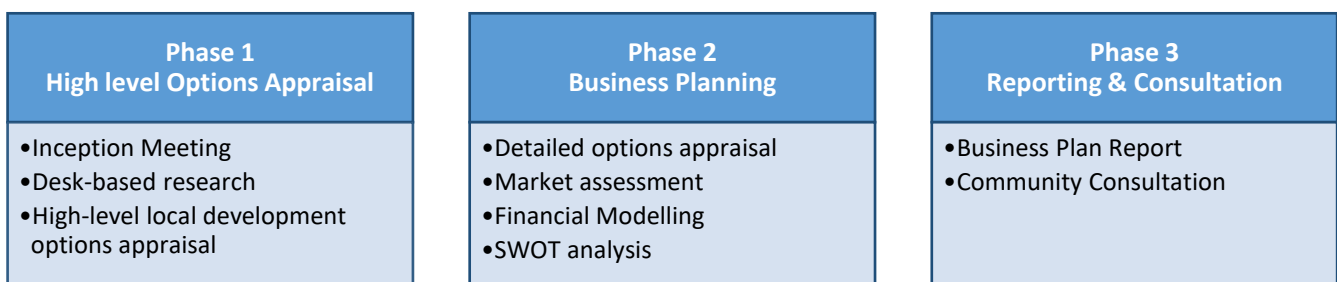 Phase 1
High level Options Appraisal
•Inception Meeting
•Desk-based research
•High-level local development
options appraisal
Phase 2
Business Planning
•Detailed options appraisal
•Market assessment
•Financial Modelling
•SWOT analysis
Phase 3
Reporting & Consultation
•Business Plan Report
•Community Consultation